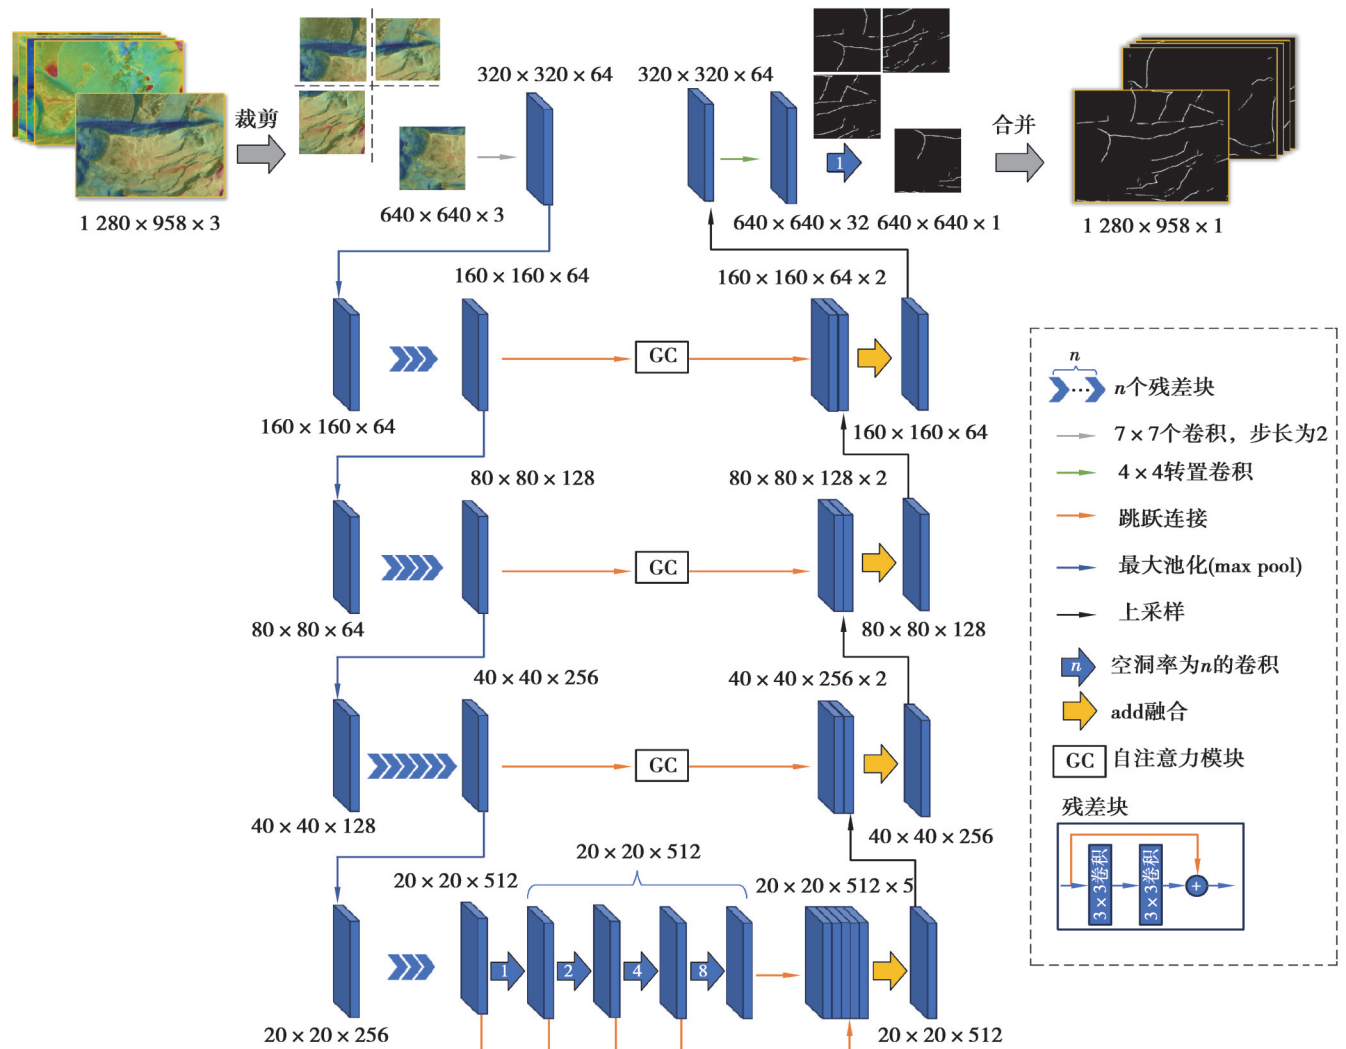 裁剪
1 280 × 958 × 3
640 × 640 × 3
320 × 320 × 64
320 × 320 × 64
1
640 × 640 × 32
640 × 640 × 1
合并
1 280 × 958 × 1
160 × 160 × 64
160 × 160 × 64 × 2
GC
160 × 160 × 64
160 × 160 × 64
80 × 80 × 128
80 × 80 × 128 × 2
GC
80 × 80 × 64
80 × 80 × 128
40 × 40 × 256
40 × 40 × 256 × 2
GC
40 × 40 × 128
40 × 40 × 256
20 × 20 × 512
20 × 20 × 512
20 × 20 × 512 × 5
1
2
4
8
20 × 20 × 256
20 × 20 × 512
n
n个残差块
7 × 7个卷积，步长为2
4 × 4转置卷积
跳跃连接
最大池化(max pool)
上采样
n
空洞率为n的卷积
add融合
GC
自注意力模块
残差块
3 × 3卷积
3 × 3卷积
+